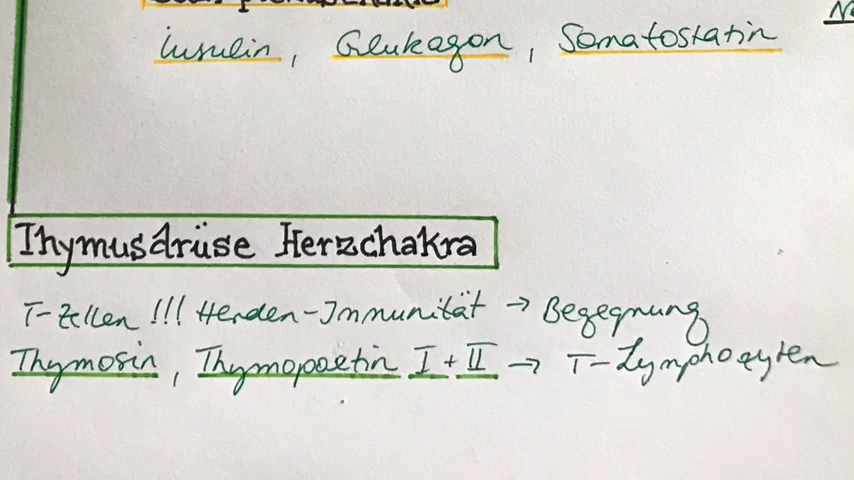 Insulin, Glukagon, Somatostatin
Thymusdrüse Herzchakra
T-Zellen !!! Herden-Immunität → Begegnung
Thymosin, Thymopoetin I + II → T-Lymphozyten